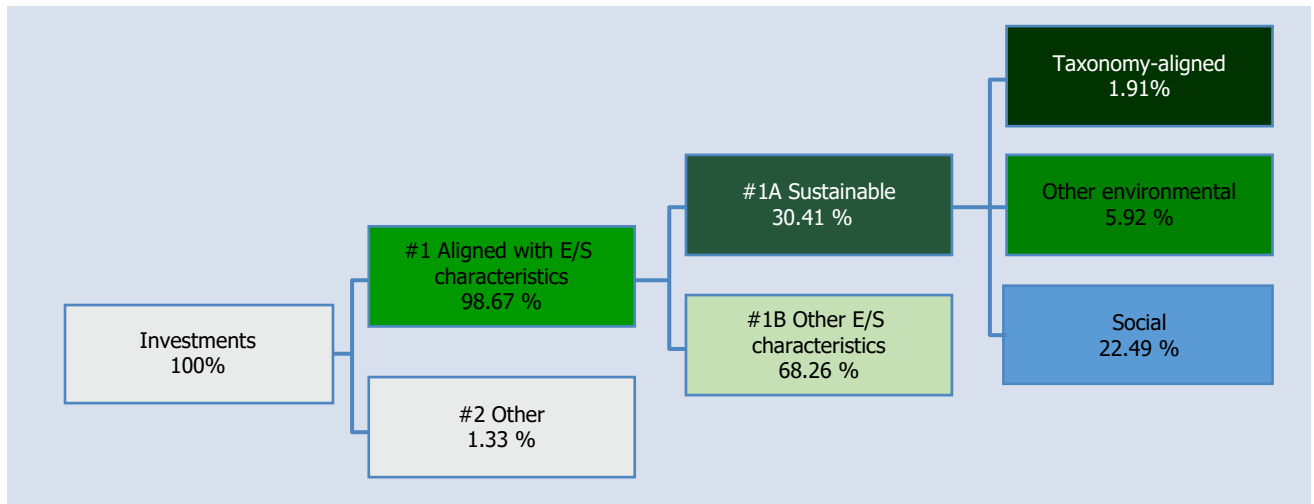 Investments
100%
#1 Aligned with E/S
characteristics
98.67 %
#2 Other
1.33 %
#1A Sustainable
30.41 %
#1B Other E/S
characteristics
68.26 %
Taxonomy-aligned
1.91%
Other environmental
5.92 %
Social
22.49 %